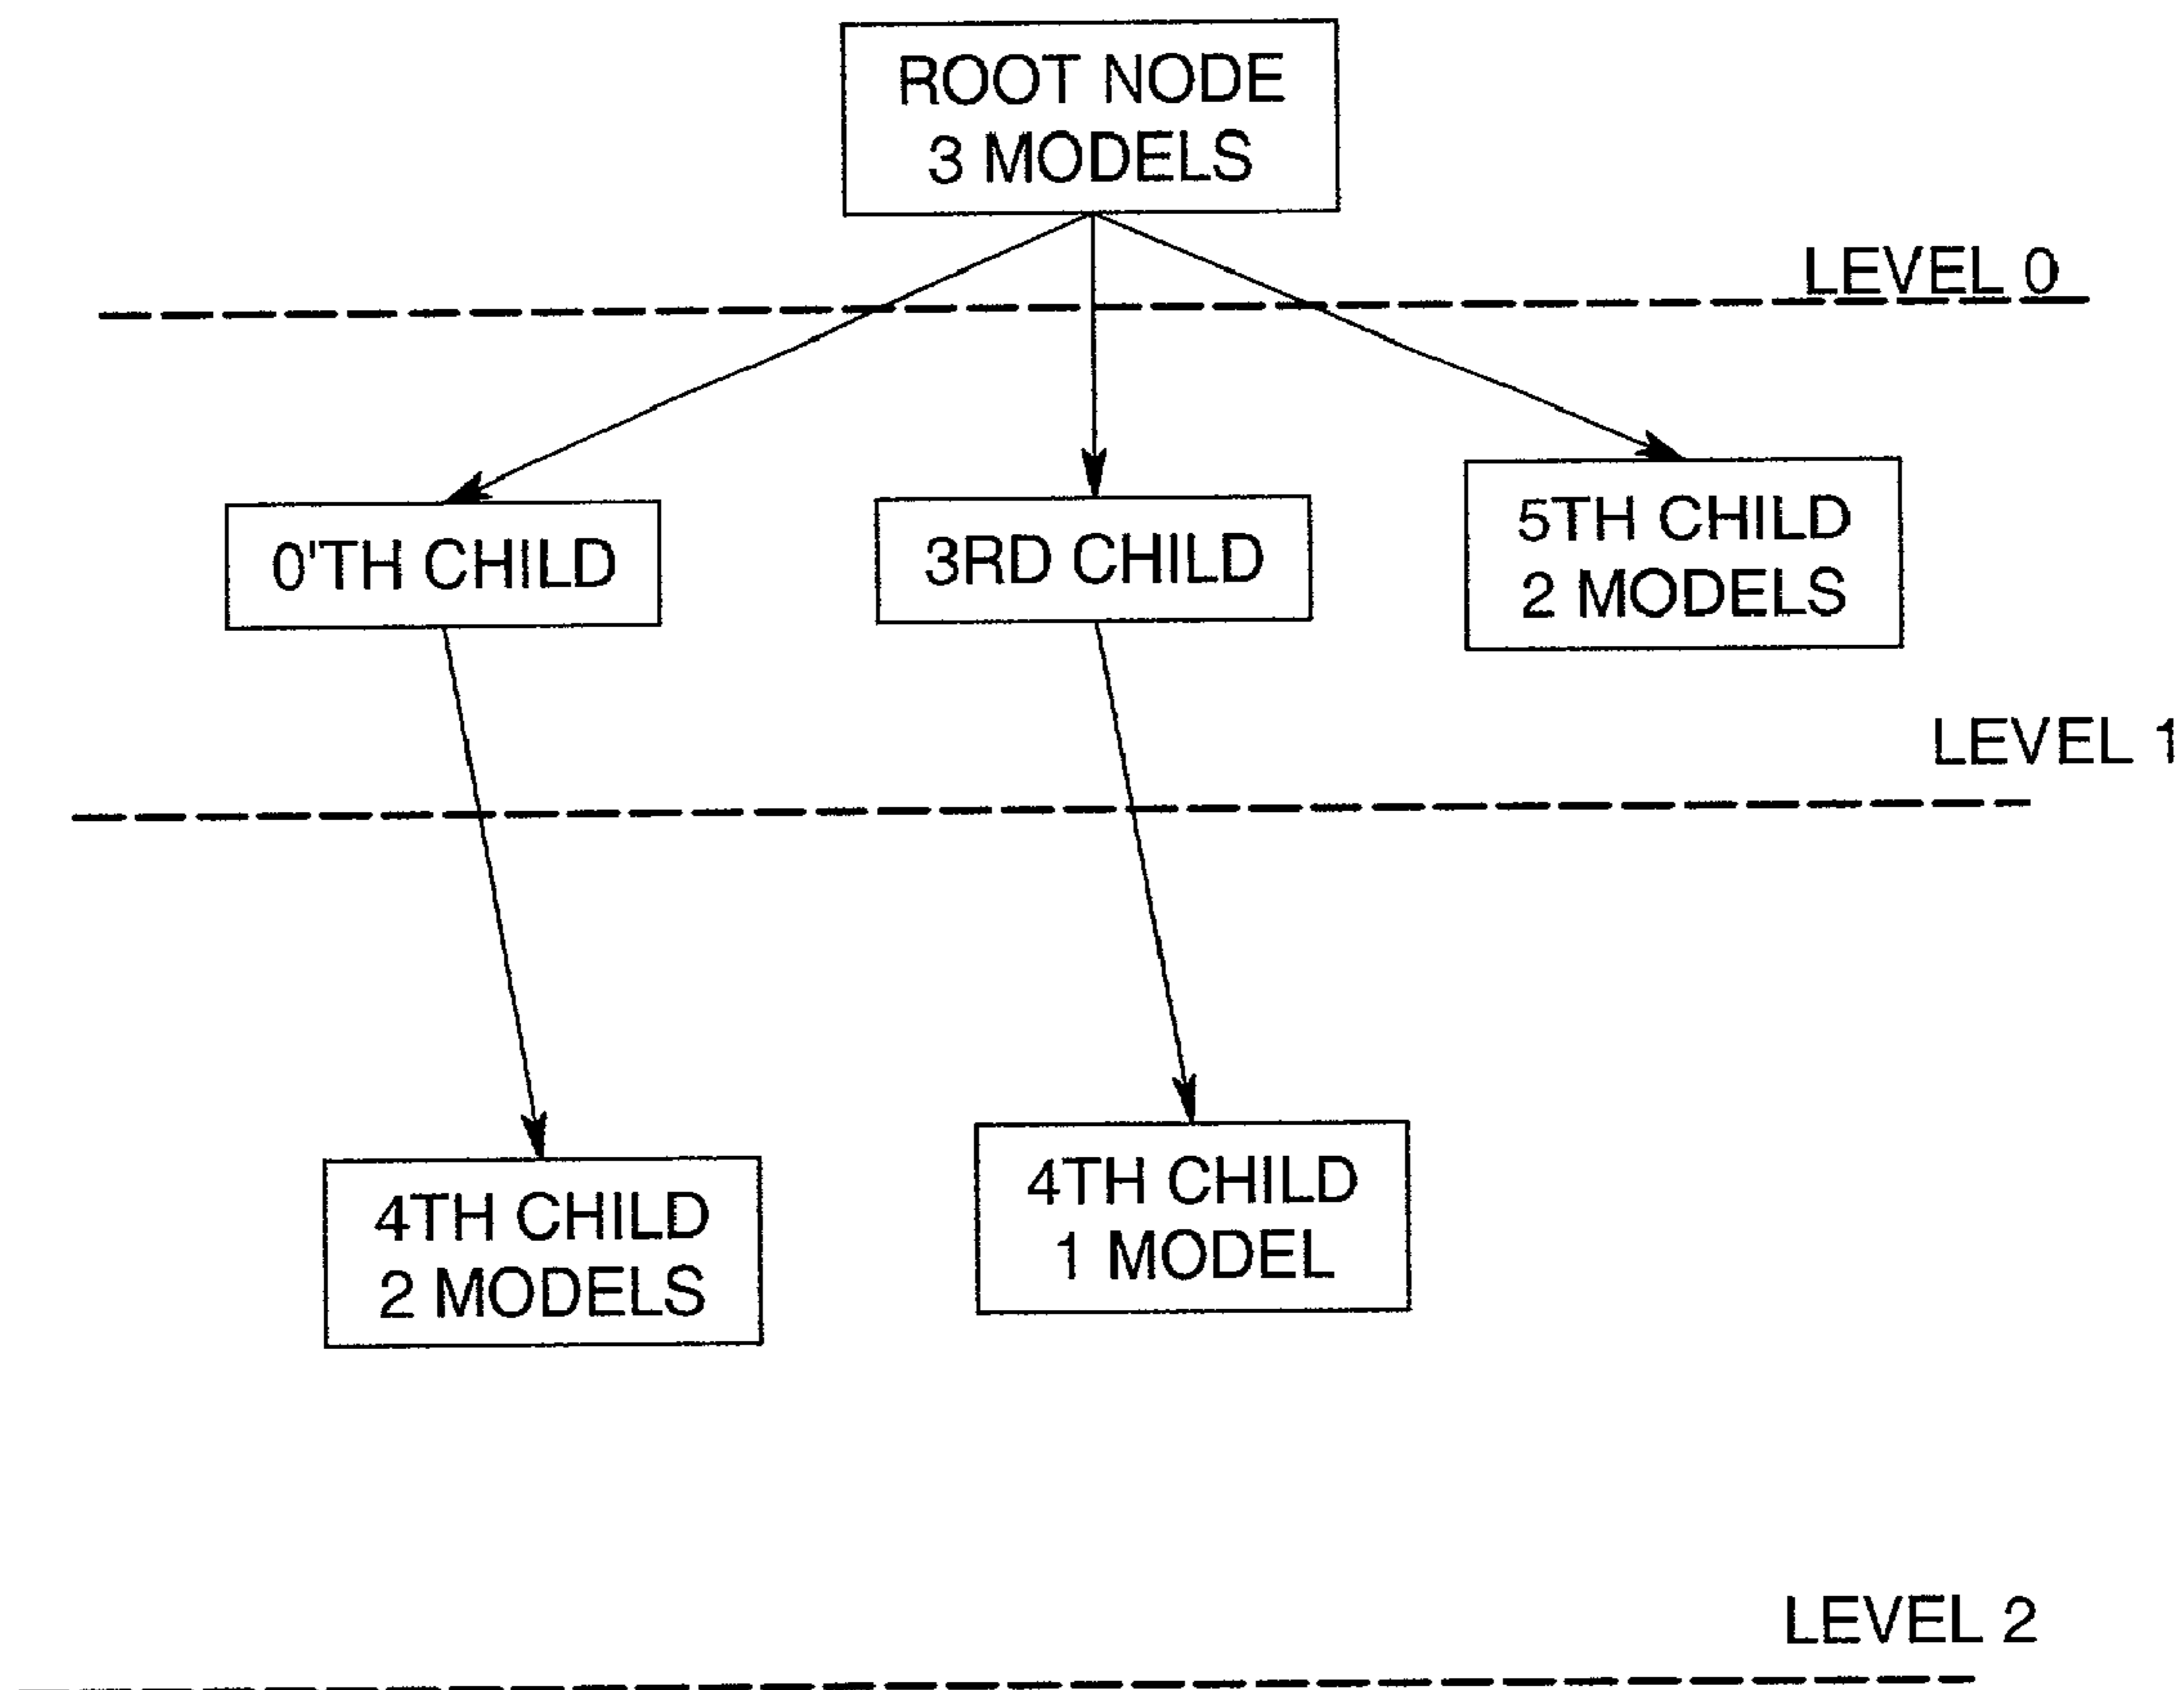 ROOT NODE
3 MODELS
LEVEL 0
0'TH CHILD
3RD CHILD
5TH CHILD
2 MODELS
LEVEL 1
4TH CHILD
2 MODELS
4TH CHILD
1 MODEL
LEVEL 2